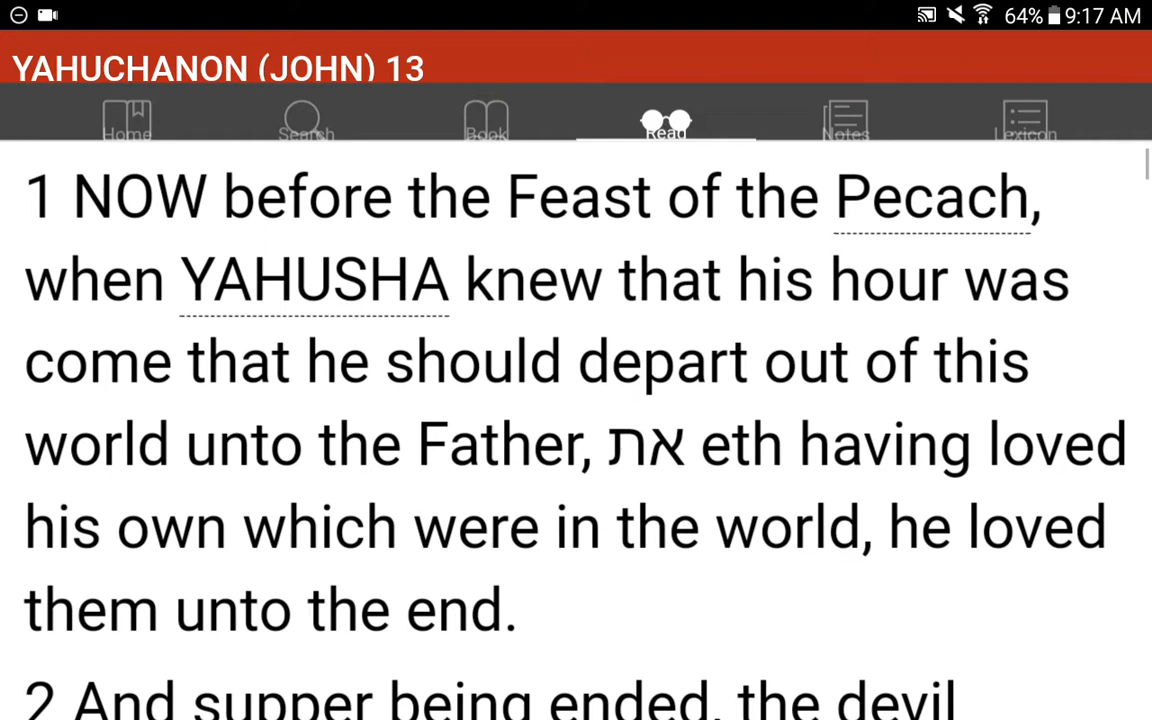 64% 9:17 AM
YAHUCHANON (JOHN) 13
Home Search Book Read Notes Lexicon
1 NOW before the Feast of the Pecach,
when YAHUSHA knew that his hour was
come that he should depart out of this
world unto the Father, את eth having loved
his own which were in the world, he loved
them unto the end.
2 And supper being ended, the devil